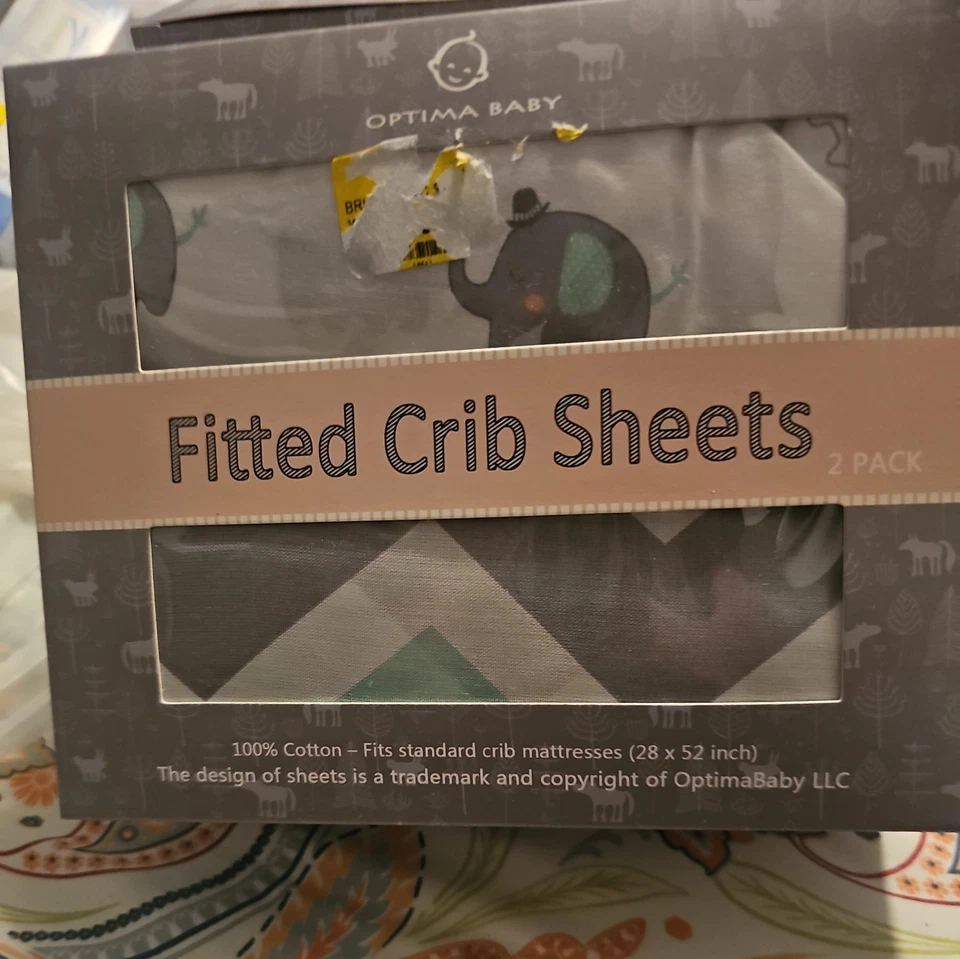 OPTIMA BABY
Fitted Crib Sheets
2 PACK
100% Cotton – Fits standard crib mattresses (28 x 52 inch)
The design of sheets is a trademark and copyright of OptimaBaby LLC